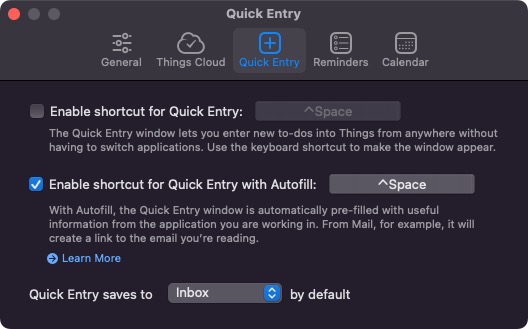 Quick Entry
General Things Cloud Quick Entry Reminders Calendar
Enable shortcut for Quick Entry: ^Space
The Quick Entry window lets you enter new to-dos into Things from anywhere without
having to switch applications. Use the keyboard shortcut to make the window appear.
Enable shortcut for Quick Entry with Autofill: ^Space
With Autofill, the Quick Entry window is automatically pre-filled with useful
information from the application you are working in. From Mail, for example, it will
create a link to the email you're reading.
Learn More
Quick Entry saves to Inbox by default